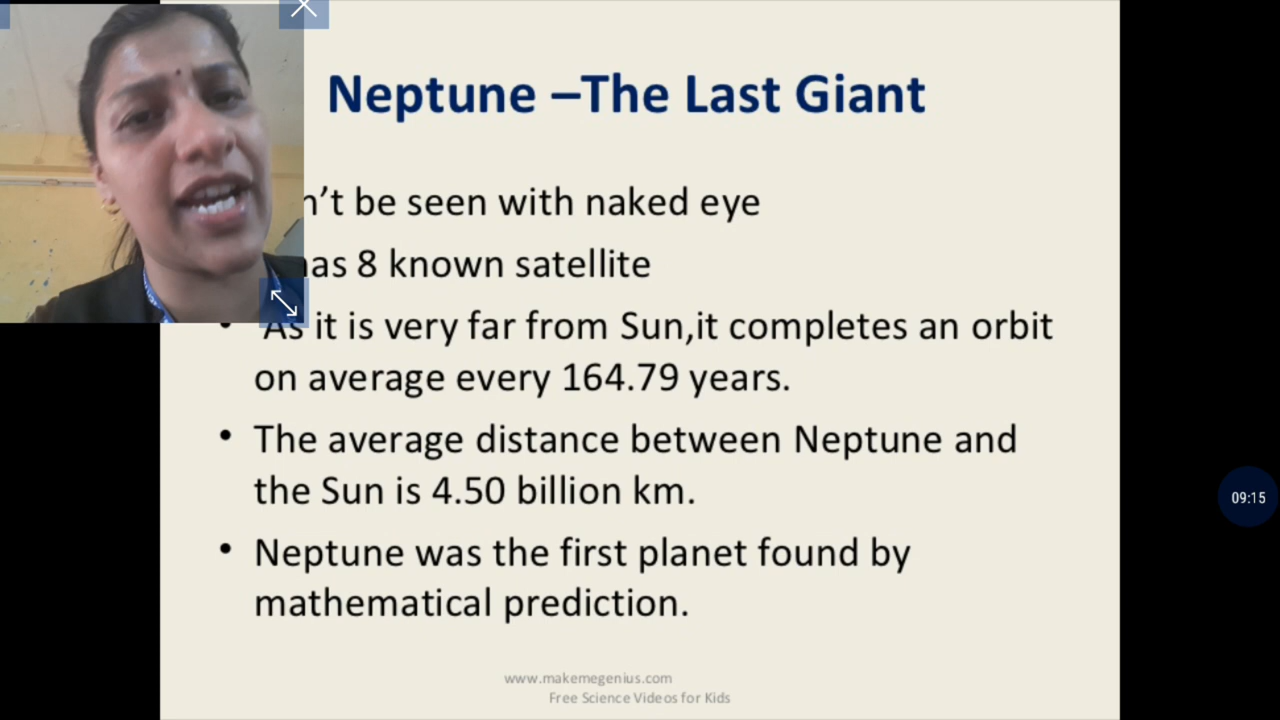 Neptune –The Last Giant
n’t be seen with naked eye
has 8 known satellite
• As it is very far from Sun,it completes an orbit
on average every 164.79 years.
• The average distance between Neptune and
the Sun is 4.50 billion km.
• Neptune was the first planet found by
mathematical prediction.
www.makemegenius.com
Free Science Videos for Kids
09:15